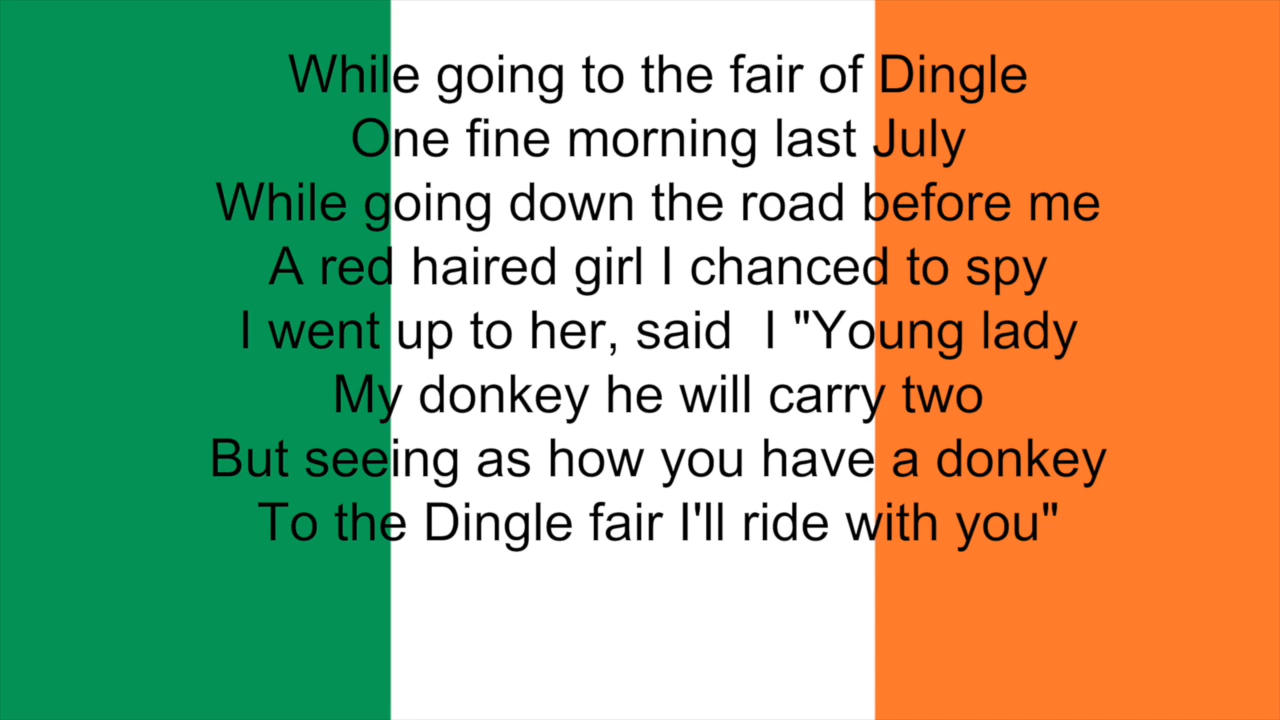 While going to the fair of Dingle
One fine morning last July
While going down the road before me
A red haired girl I chanced to spy
I went up to her, said  I "Young lady
My donkey he will carry two
But seeing as how you have a donkey
To the Dingle fair I'll ride with you"